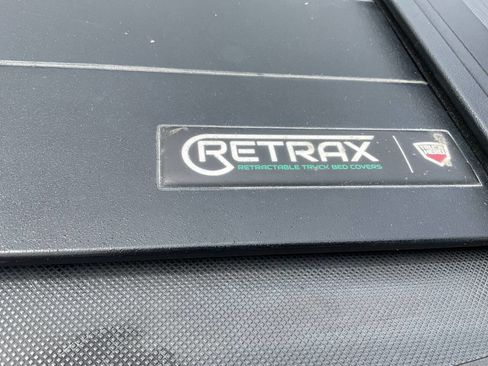 RETRAX
RETRACTABLE TRUCK BED COVERS